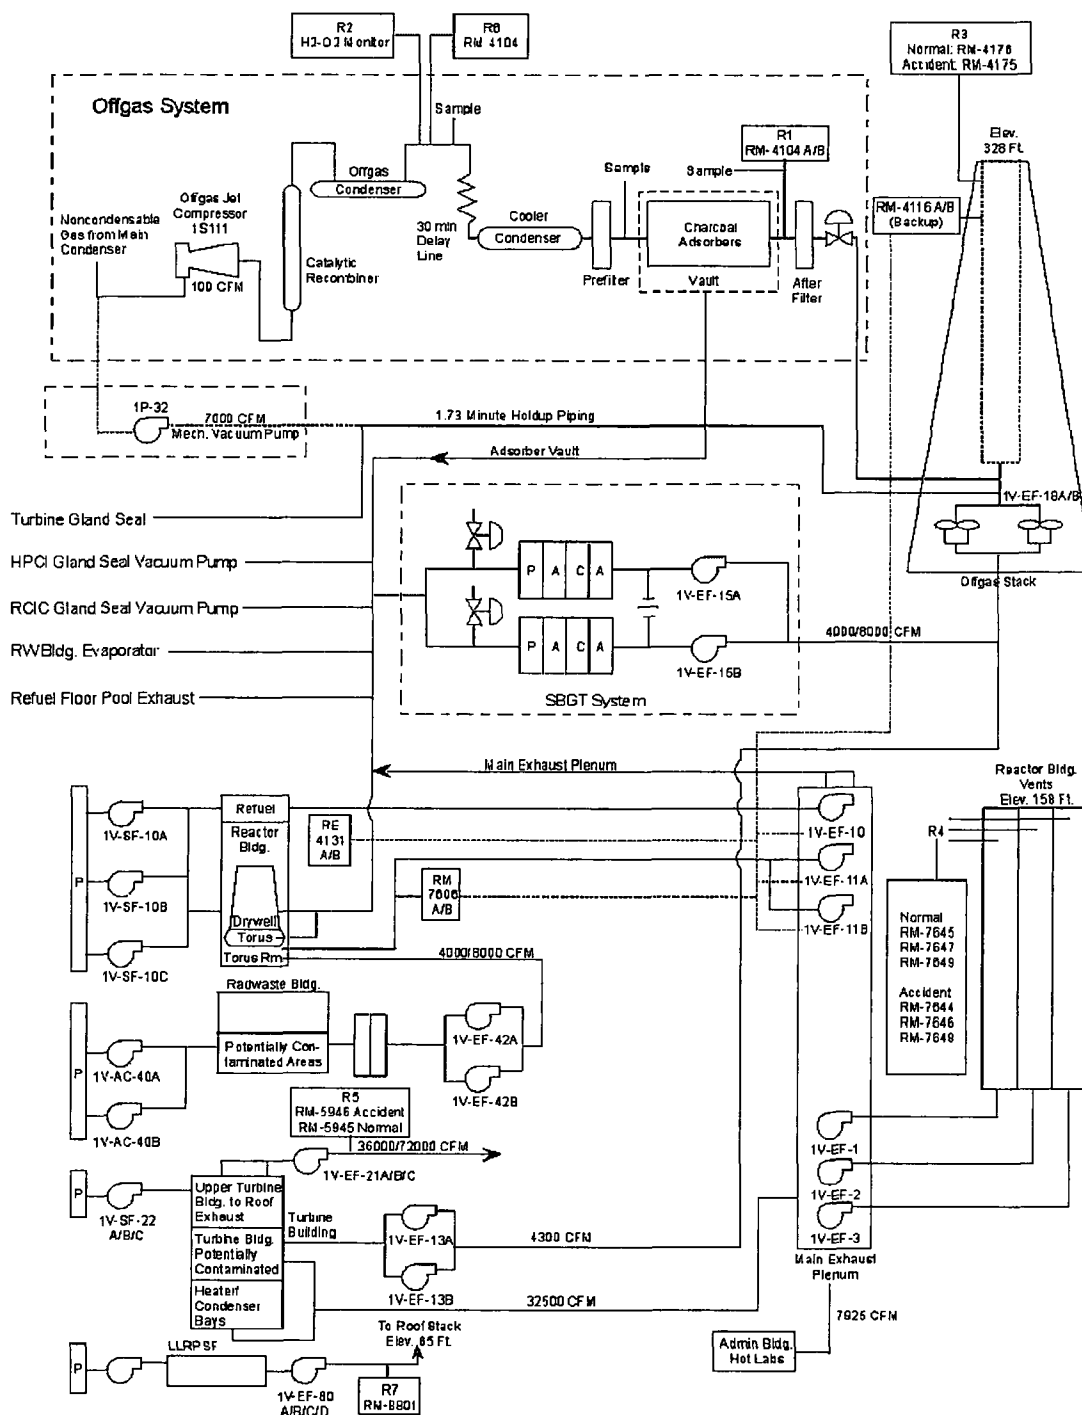 R2
H2-O2 Monitor
R6
RM-4104
R3
Normal: RM-4176
Accident: RM-4175
Offgas System
Sample
R1
RM-4104 A/B
Elev.
328 Ft.
Offgas
Condenser
Sample
Sample
Offgas Jet
Compressor
1S111
Noncondensable
Gas from Main
Condenser
30 min
Delay
Line
Cooler
Condenser
Charcoal
Adsorbers
RM-4116 A/B
(Backup)
Catalytic
Recombiner
100 CFM
Prefilter
Vault
After
Filter
1P-32
7000 CFM
Mech. Vacuum Pump
1.73 Minute Holdup Piping
Adsorber Vault
1V-EF-18A/B
Turbine Gland Seal
HPCI Gland Seal Vacuum Pump
RCIC Gland Seal Vacuum Pump
RWBldg. Evaporator
Refuel Floor Pool Exhaust
P A C A
1V-EF-15A
P A C A
1V-EF-15B
SBGT System
Offgas Stack
4000/8000 CFM
Main Exhaust Plenum
Reactor Bldg.
Vents
Elev. 158 Ft.
1V-SF-10A
Refuel
Reactor
Bldg.
RE
4131
A/B
1V-EF-10
R4
P
1V-SF-10B
RM
7606
A/B
1V-EF-11A
Drywell
Torus
Torus Rm
1V-EF-11B
1V-SF-10C
4000/8000 CFM
Normal
RM-7645
RM-7647
RM-7649
Accident
RM-7644
RM-7646
RM-7648
Radwaste Bldg.
Potentially Con-
taminated Areas
P
1V-AC-40A
1V-AC-40B
1V-EF-42A
1V-EF-42B
R5
RM-5946 Accident
RM-5945 Normal
36000/72000 CFM
1V-EF-21A/B/C
1V-EF-1
1V-EF-2
1V-EF-3
P
1V-SF-22
A/B/C
Upper Turbine
Bldg. to Roof
Exhaust
Turbine
Building
Turbine Bldg.
Potentially
Contaminated
Heater/
Condenser
Bays
1V-EF-13A
1V-EF-13B
4300 CFM
32500 CFM
Main Exhaust
Plenum
7925 CFM
To Roof Stack
Elev. 65 Ft.
Admin Bldg.
Hot Labs
P
LLRPSF
1V-EF-80
A/B/C/D
R7
RM-8801